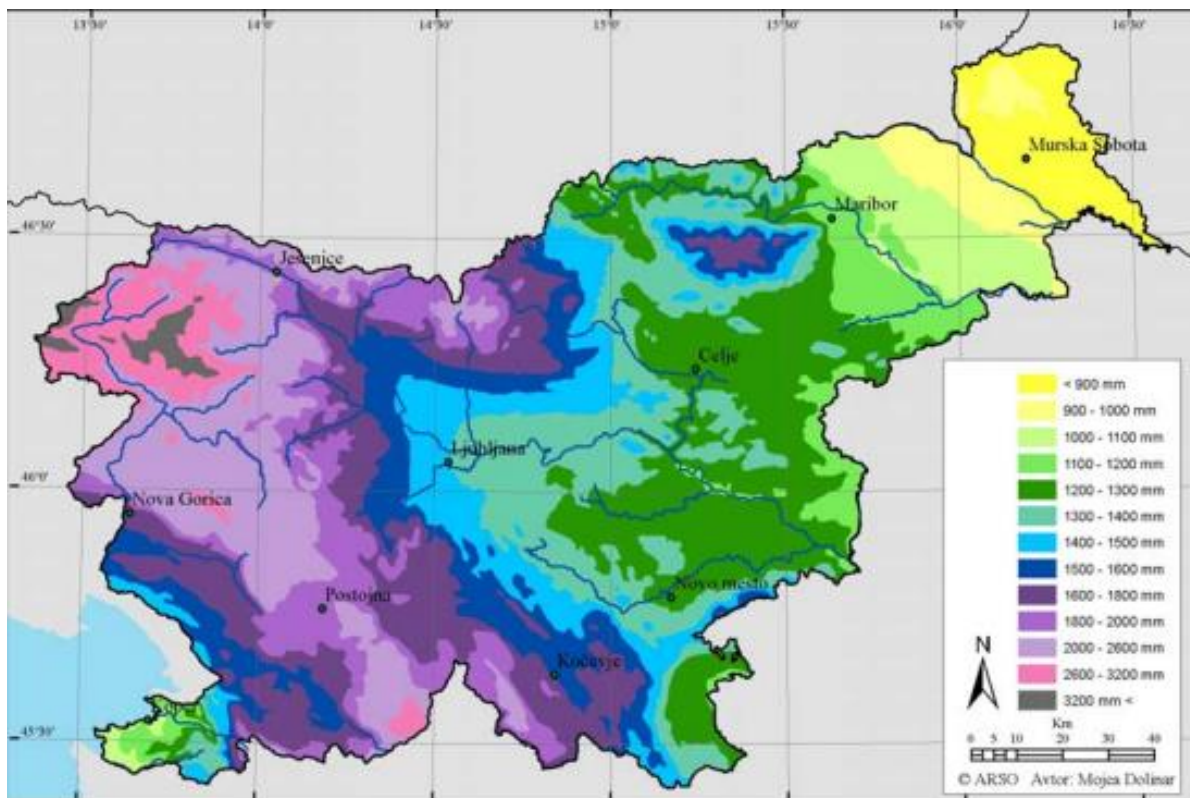 13°30' 14°0' 14°30' 15°0' 15°30' 16°0' 16°30'
Murska Sobota
Maribor
46°30'
Jesenice
Celje
Ljubljana
46°0'
Nova Gorica
Novo mesto
Postojna
Kočevje
45°30'
< 900 mm
900 - 1000 mm
1000 - 1100 mm
1100 - 1200 mm
1200 - 1300 mm
1300 - 1400 mm
1400 - 1500 mm
1500 - 1600 mm
1600 - 1800 mm
1800 - 2000 mm
2000 - 2600 mm
2600 - 3200 mm
3200 mm <
N
Km
0 5 10 20 30 40
© ARSO Avtor: Mojca Dolinar